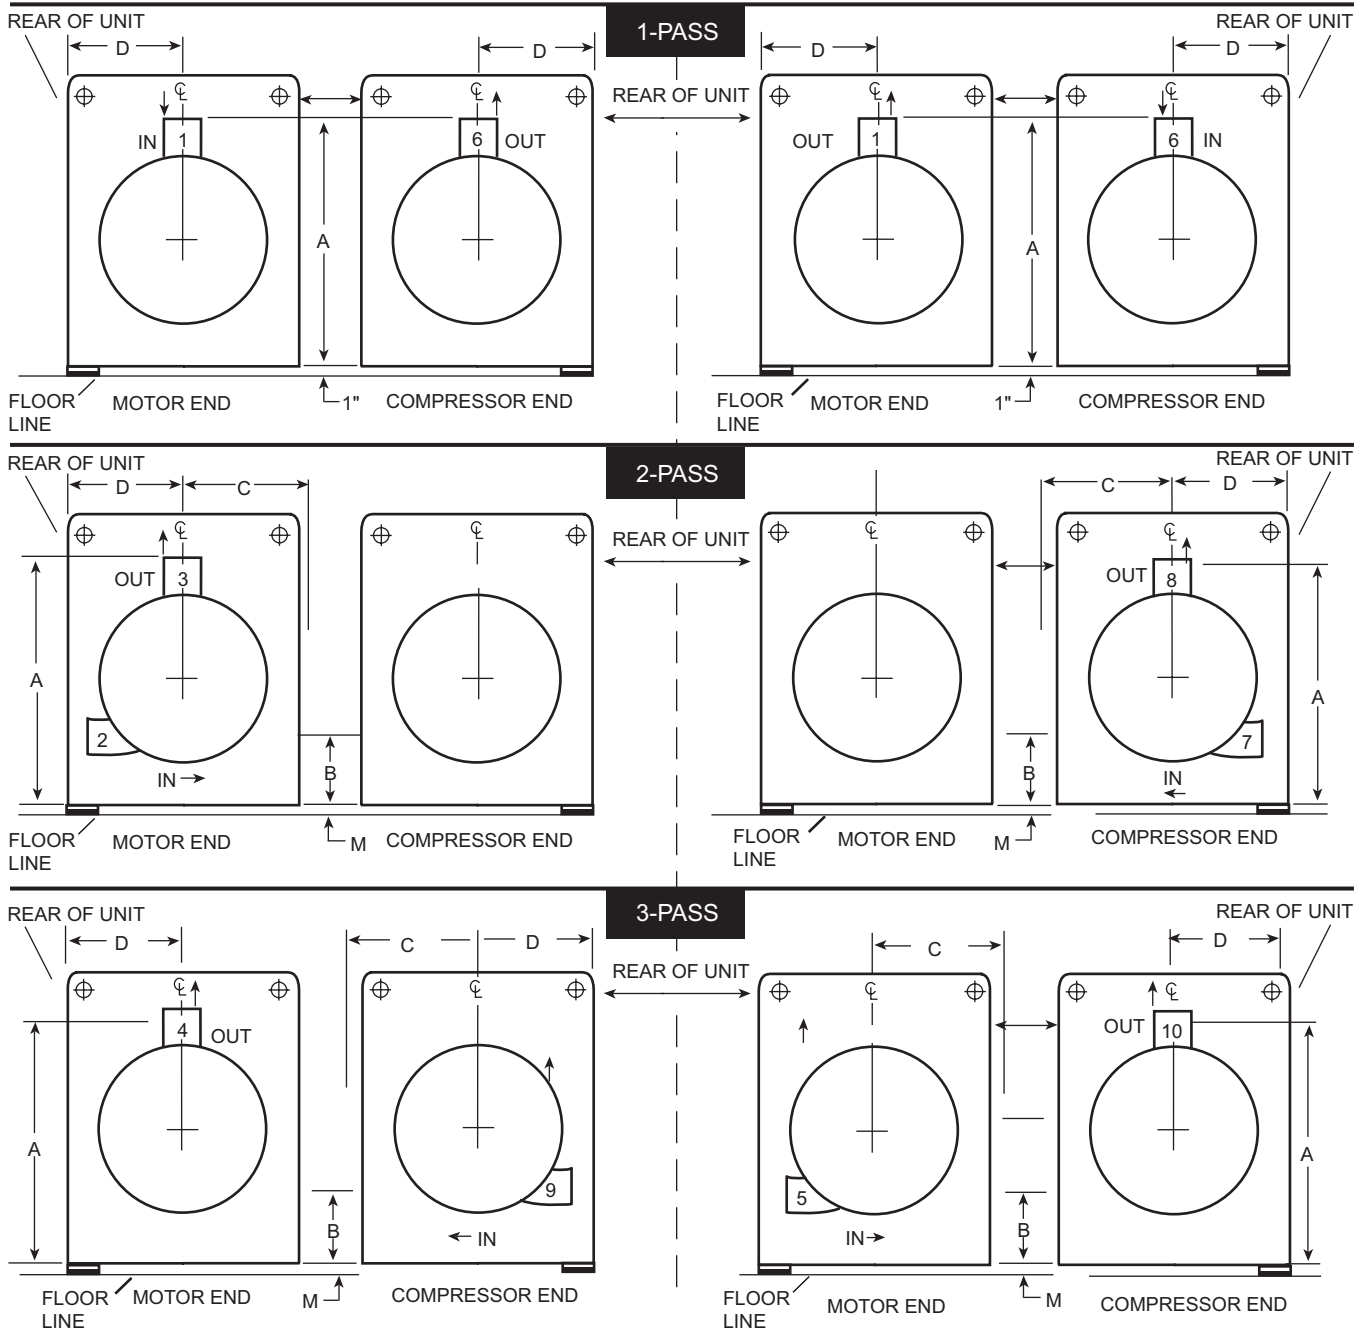 1-PASS
REAR OF UNIT
REAR OF UNIT
D
D
D
D
REAR OF UNIT
℄
℄
℄
℄
IN
1
6
OUT
OUT
1
6
IN
A
A
FLOOR
LINE
MOTOR END
1"
COMPRESSOR END
FLOOR
LINE
MOTOR END
1"
COMPRESSOR END
2-PASS
REAR OF UNIT
REAR OF UNIT
D
C
C
D
REAR OF UNIT
℄
℄
℄
℄
OUT
3
OUT
8
A
A
2
7
IN
B
B
IN
FLOOR
LINE
MOTOR END
M
COMPRESSOR END
FLOOR
LINE
MOTOR END
M
COMPRESSOR END
3-PASS
REAR OF UNIT
REAR OF UNIT
D
C
D
C
D
REAR OF UNIT
℄
℄
℄
℄
4
OUT
OUT
10
A
A
9
5
B
IN
IN
B
FLOOR
LINE
MOTOR END
M
COMPRESSOR END
FLOOR
LINE
MOTOR END
M
COMPRESSOR END